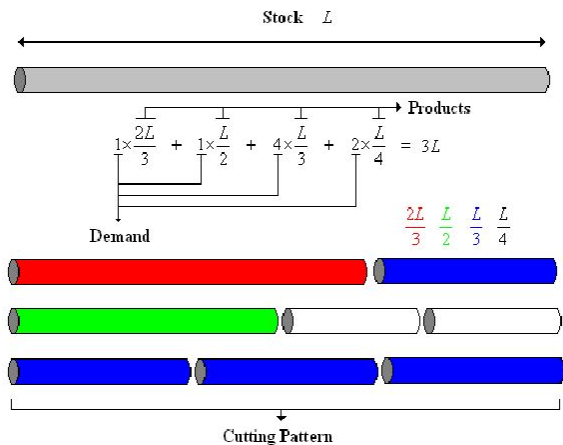 Stock L
Products
1×2L/3 + 1×L/2 + 4×L/3 + 2×L/4 = 3L
Demand
2L/3 L/2 L/3 L/4
Cutting Pattern